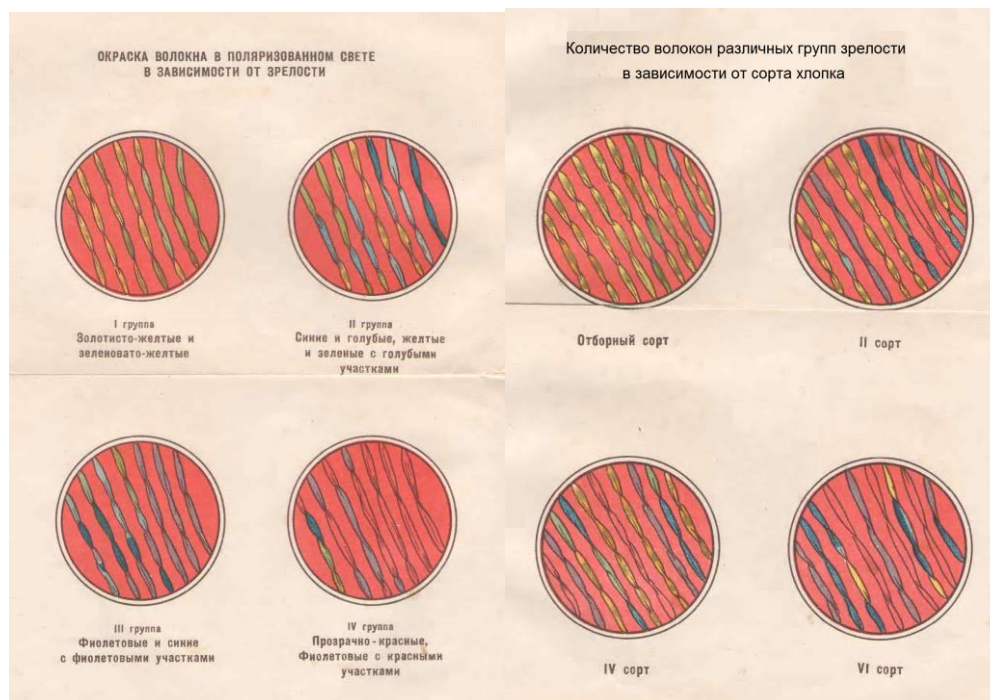 ОКРАСКА ВОЛОКНА В ПОЛЯРИЗОВАННОМ СВЕТЕ
В ЗАВИСИМОСТИ ОТ ЗРЕЛОСТИ
I группа
Золотисто-желтые и
зеленовато-желтые
II группа
Синие и голубые, желтые
и зеленые с голубыми
участками
III группа
Фиолетовые и синие
с фиолетовыми участками
IV группа
Прозрачно-красные,
Фиолетовые с красными
участками
Количество волокон различных групп зрелости
в зависимости от сорта хлопка
Отборный сорт
II сорт
IV сорт
VI сорт